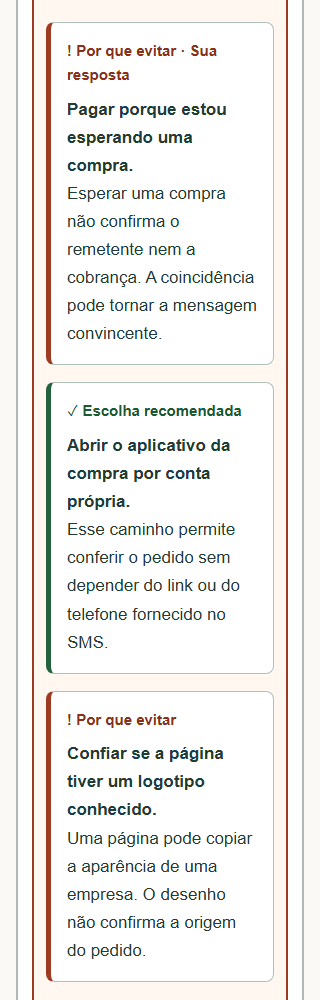 ! Por que evitar · Sua
resposta
Pagar porque estou
esperando uma
compra.
Esperar uma compra
não confirma o
remetente nem a
cobrança. A coincidência
pode tornar a mensagem
convincente.
✓ Escolha recomendada
Abrir o aplicativo da
compra por conta
própria.
Esse caminho permite
conferir o pedido sem
depender do link ou do
telefone fornecido no
SMS.
! Por que evitar
Confiar se a página
tiver um logotipo
conhecido.
Uma página pode copiar
a aparência de uma
empresa. O desenho
não confirma a origem
do pedido.